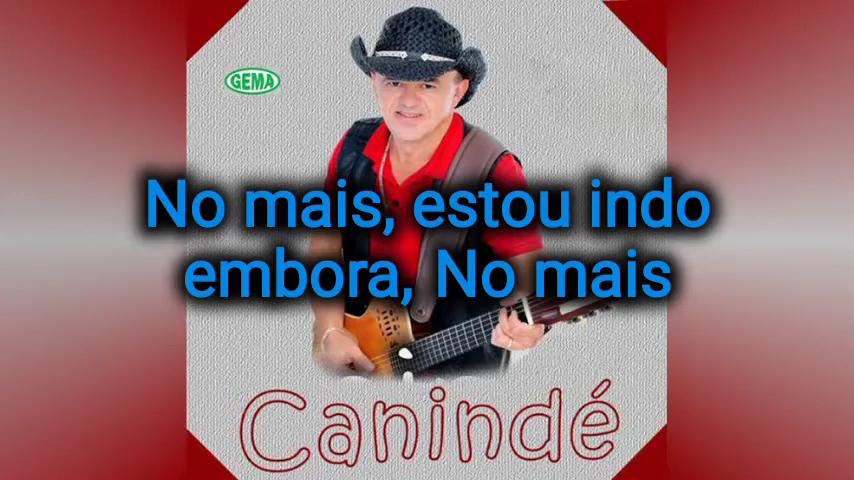 GEMA
No mais, estou indo
embora, No mais
Canindé